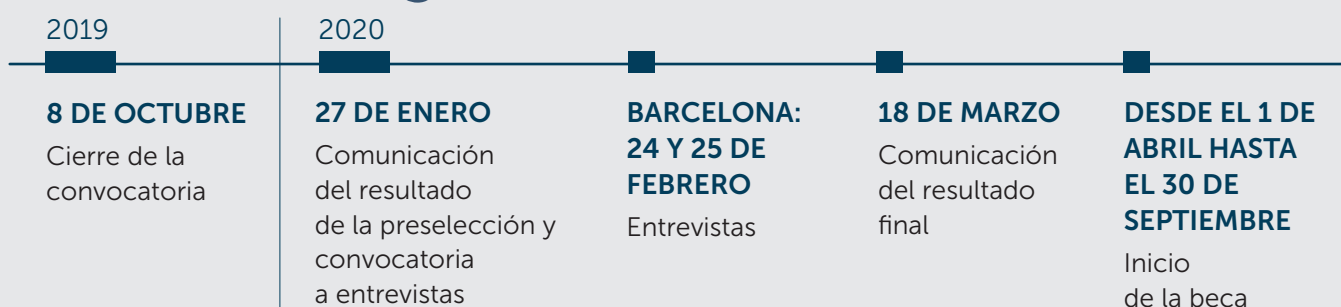 2019
8 DE OCTUBRE
Cierre de la
convocatoria
2020
27 DE ENERO
Comunicación
del resultado
de la preselección y
convocatoria
a entrevistas
BARCELONA:
24 Y 25 DE
FEBRERO
Entrevistas
18 DE MARZO
Comunicación
del resultado
final
DESDE EL 1 DE
ABRIL HASTA
EL 30 DE
SEPTIEMBRE
Inicio
de la beca